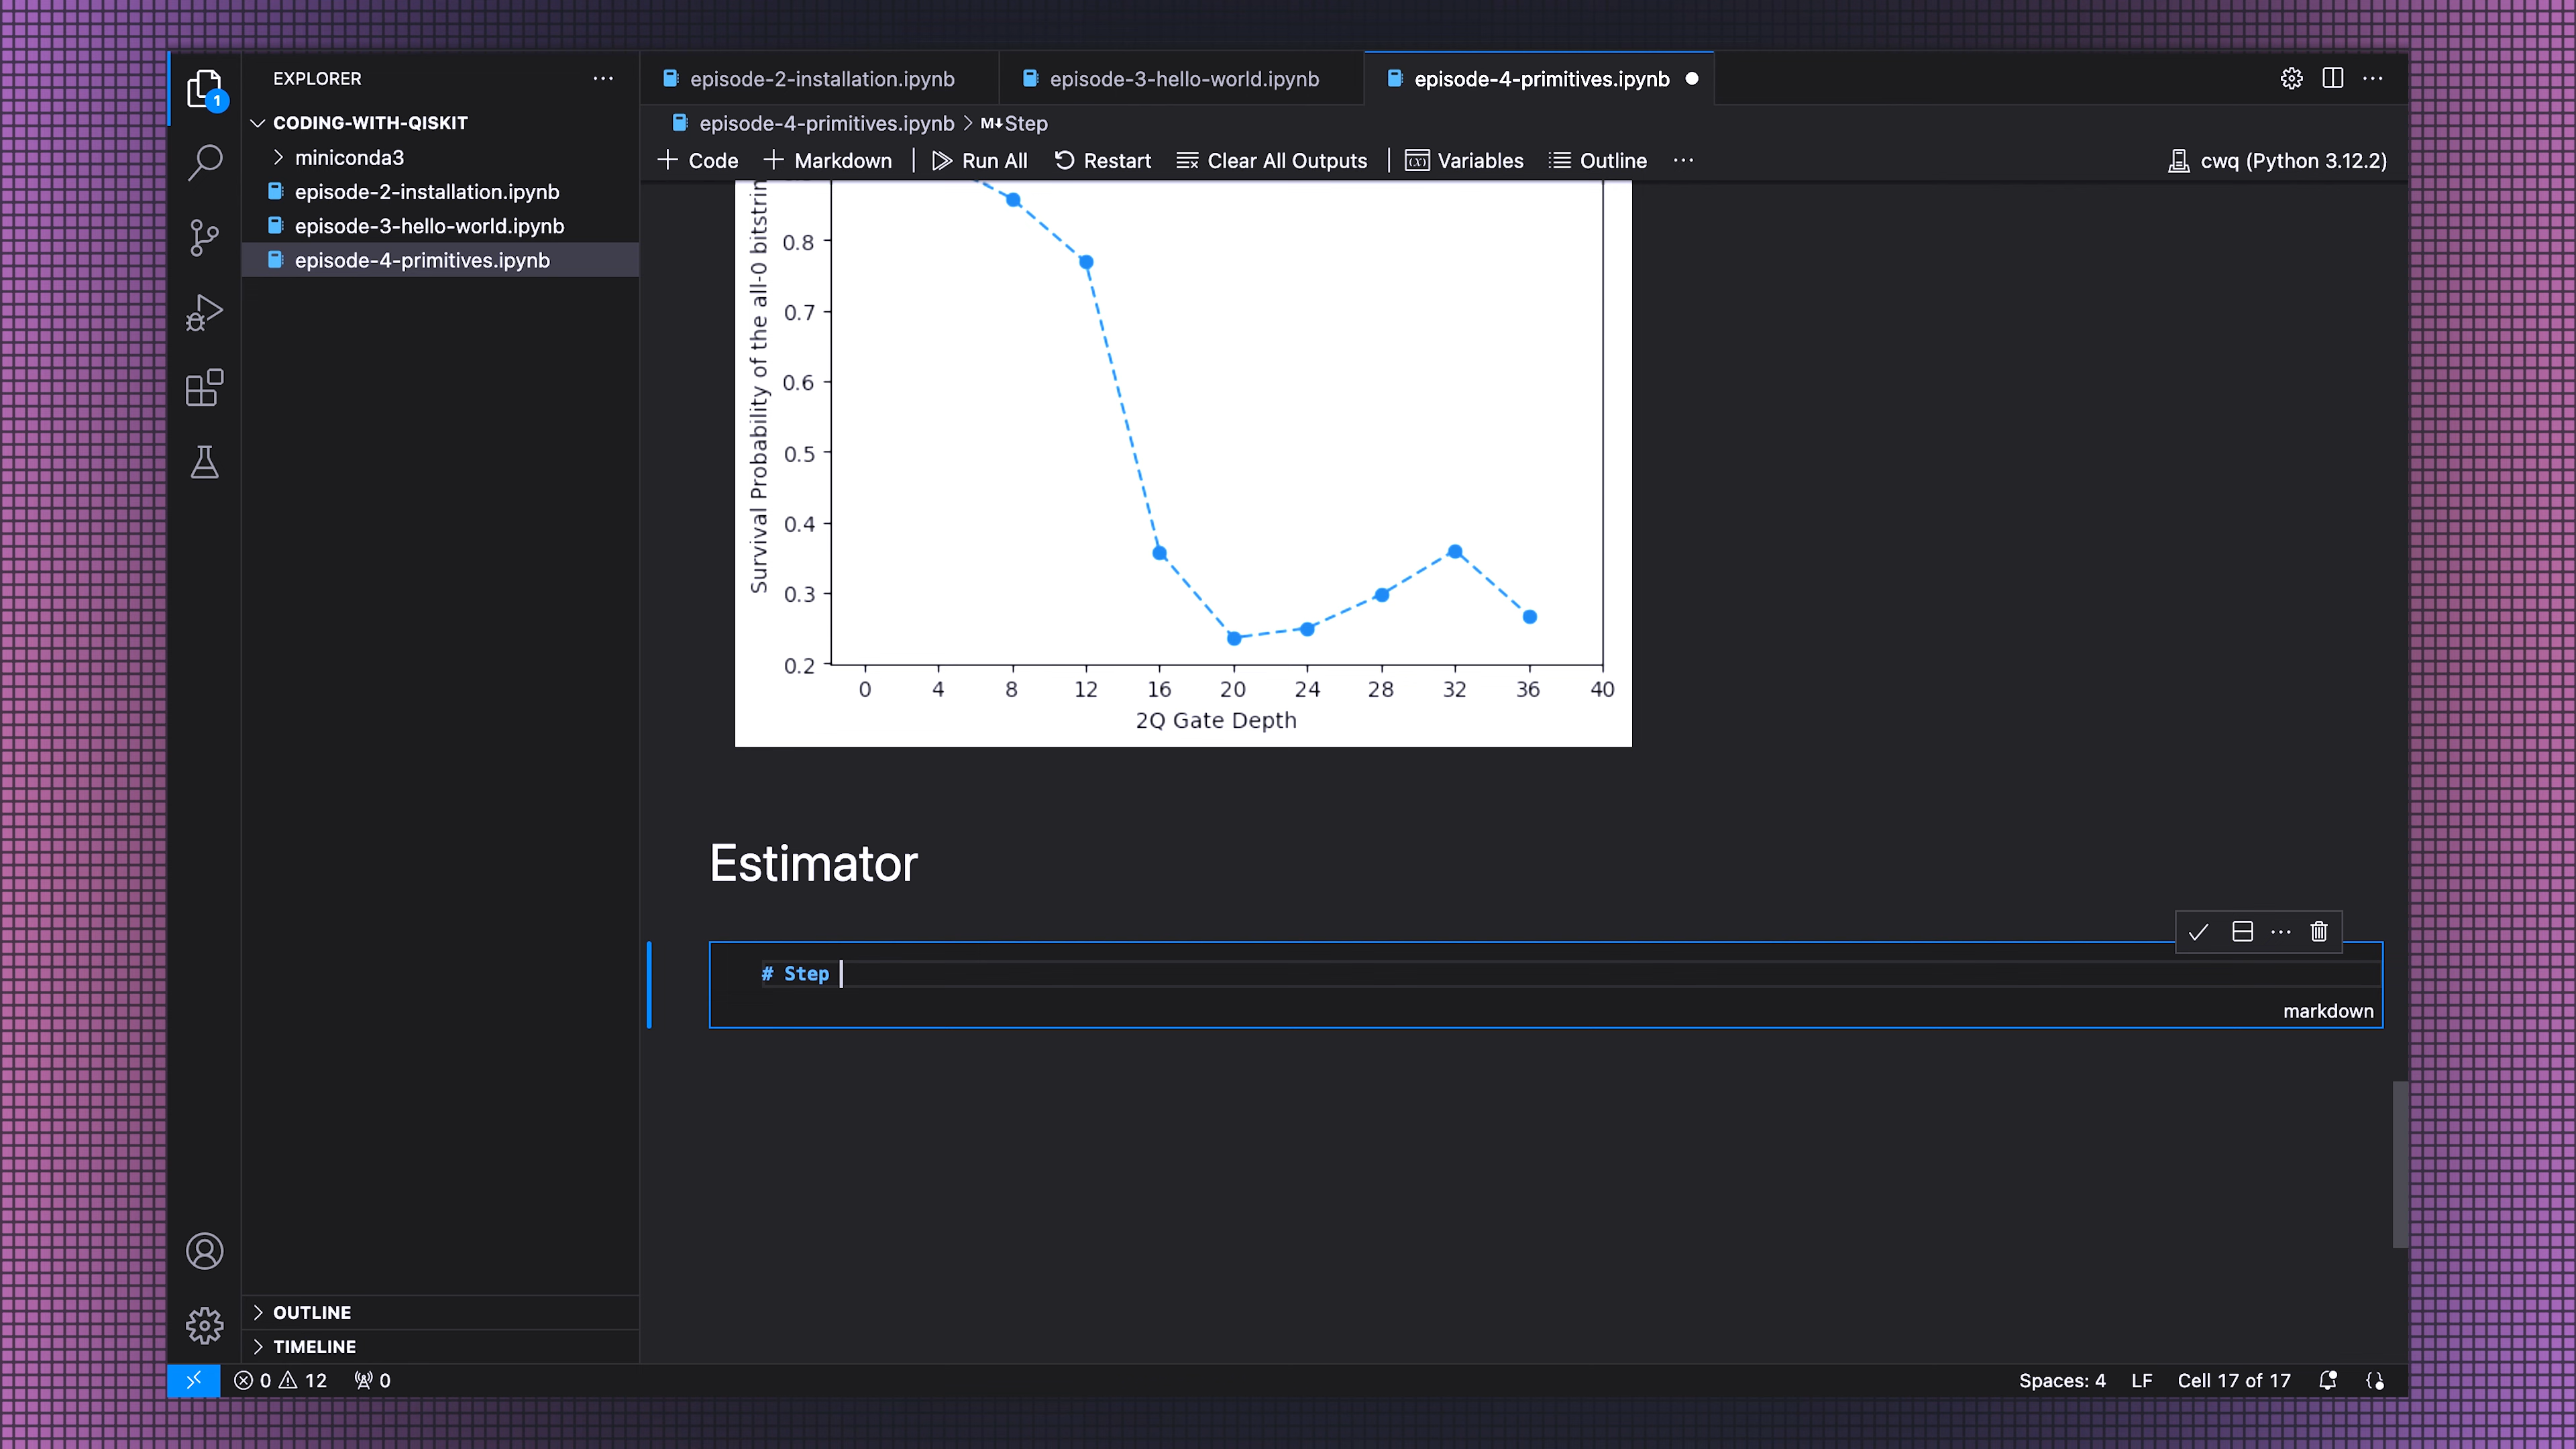 EXPLORER
episode-2-installation.ipynb
episode-3-hello-world.ipynb
episode-4-primitives.ipynb
1
CODING-WITH-QISKIT
miniconda3
episode-2-installation.ipynb
episode-3-hello-world.ipynb
episode-4-primitives.ipynb
episode-4-primitives.ipynb > M↓Step
+ Code + Markdown | Run All Restart Clear All Outputs | Variables Outline ...
cwq (Python 3.12.2)
Survival Probability of the all-0 bitstrin
0.8
0.7
0.6
0.5
0.4
0.3
0.2
0 4 8 12 16 20 24 28 32 36 40
2Q Gate Depth
Estimator
# Step
markdown
OUTLINE
TIMELINE
0 12 0
Spaces: 4 LF Cell 17 of 17